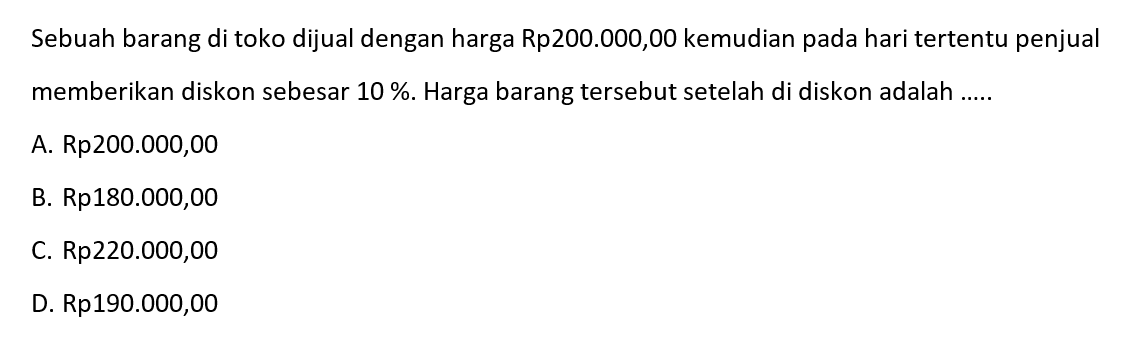 Sebuah barang di toko dijual dengan harga Rp200.000,00 kemudian pada hari tertentu penjual
memberikan diskon sebesar 10 %. Harga barang tersebut setelah di diskon adalah .....
A. Rp200.000,00
B. Rp180.000,00
C. Rp220.000,00
D. Rp190.000,00